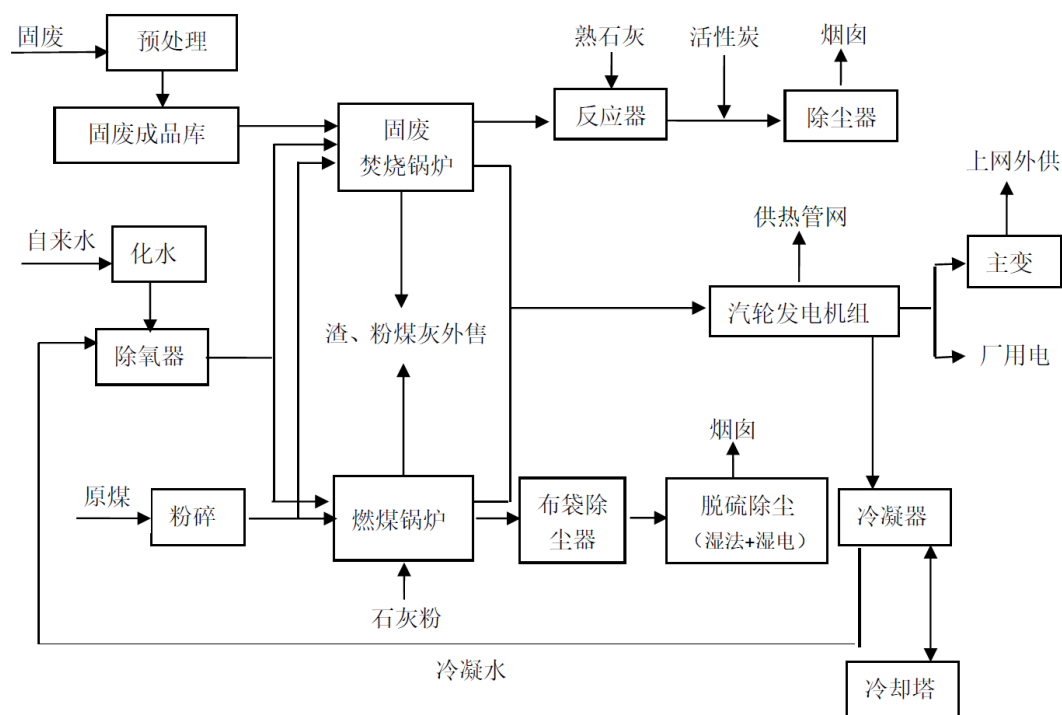 固废
预处理
熟石灰
活性炭
烟囱
固废成品库
固废
焚烧锅炉
反应器
除尘器
上网外供
供热管网
自来水
化水
主变
汽轮发电机组
渣、粉煤灰外售
除氧器
厂用电
烟囱
原煤
粉碎
燃煤锅炉
布袋除
尘器
脱硫除尘
（湿法+湿电）
冷凝器
石灰粉
冷凝水
冷却塔